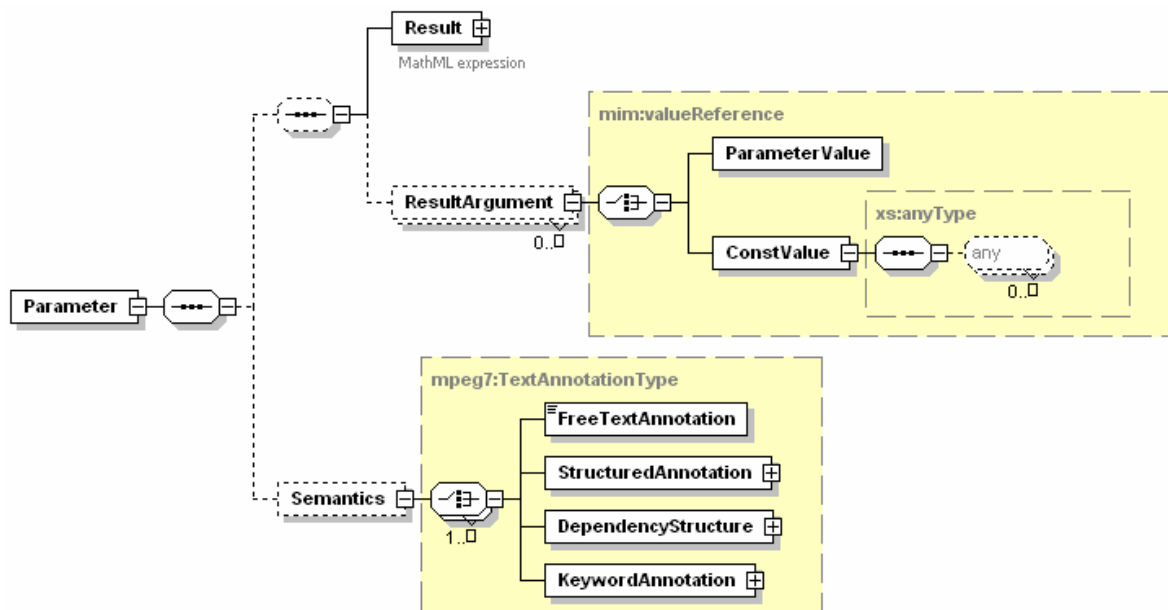 Result
MathML expression
mim:valueReference
ParameterValue
ResultArgument
0..
xs:anyType
ConstValue
any
0..
Parameter
mpeg7:TextAnnotationType
FreeTextAnnotation
StructuredAnnotation
Semantics
1..
DependencyStructure
KeywordAnnotation